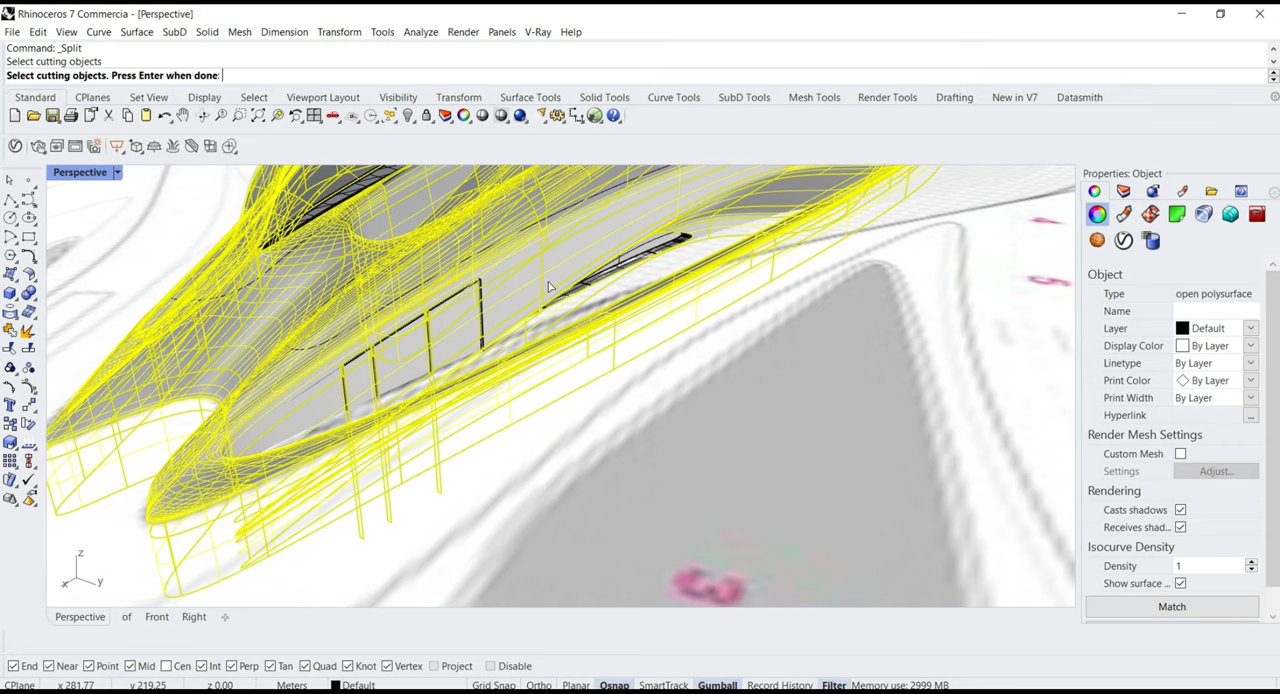 Rhinoceros 7 Commercia - [Perspective]
File Edit View Curve Surface SubD Solid Mesh Dimension Transform Tools Analyze Render Panels V-Ray Help
Command: _Split
Select cutting objects
Select cutting objects. Press Enter when done:
Standard CPlanes Set View Display Select Viewport Layout Visibility Transform Surface Tools Solid Tools Curve Tools SubD Tools Mesh Tools Render Tools Drafting New in V7 Datasmith
Perspective
Properties: Object
Object
Type open polysurface
Name
Layer Default
Display Color By Layer
Linetype By Layer
Print Color By Layer
Print Width By Layer
Hyperlink ...
Render Mesh Settings
Custom Mesh
Settings Adjust...
Rendering
Casts shadows
Receives shad...
Isocurve Density
Density 1
Show surface ...
Match
z
x y
Perspective of Front Right
End Near Point Mid Cen Int Perp Tan Quad Knot Vertex Project Disable
CPlane x 281.77 y 219.25 z 0.00 Meters Default Grid Snap Ortho Planar Osnap SmartTrack Gumball Record History Filter Memory use: 2999 MB